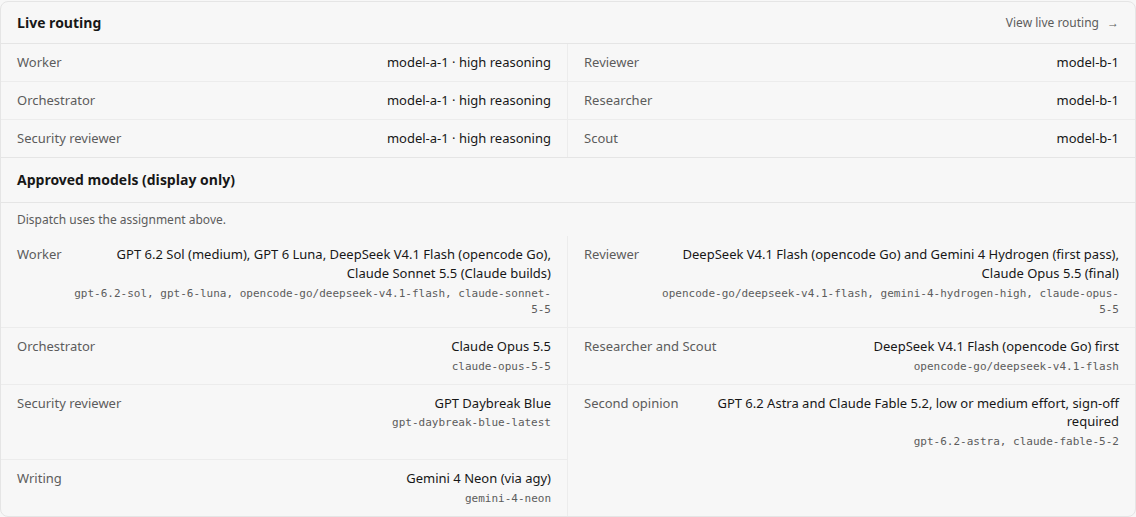 Live routing
View live routing →
Worker
model-a-1 · high reasoning
Reviewer
model-b-1
Orchestrator
model-a-1 · high reasoning
Researcher
model-b-1
Security reviewer
model-a-1 · high reasoning
Scout
model-b-1
Approved models (display only)
Dispatch uses the assignment above.
Worker
GPT 6.2 Sol (medium), GPT 6 Luna, DeepSeek V4.1 Flash (opencode Go),
Claude Sonnet 5.5 (Claude builds)
gpt-6.2-sol, gpt-6-luna, opencode-go/deepseek-v4.1-flash, claude-sonnet-
5-5
Reviewer
DeepSeek V4.1 Flash (opencode Go) and Gemini 4 Hydrogen (first pass),
Claude Opus 5.5 (final)
opencode-go/deepseek-v4.1-flash, gemini-4-hydrogen-high, claude-opus-
5-5
Orchestrator
Claude Opus 5.5
claude-opus-5-5
Researcher and Scout
DeepSeek V4.1 Flash (opencode Go) first
opencode-go/deepseek-v4.1-flash
Security reviewer
GPT Daybreak Blue
gpt-daybreak-blue-latest
Second opinion
GPT 6.2 Astra and Claude Fable 5.2, low or medium effort, sign-off
required
gpt-6.2-astra, claude-fable-5-2
Writing
Gemini 4 Neon (via agy)
gemini-4-neon